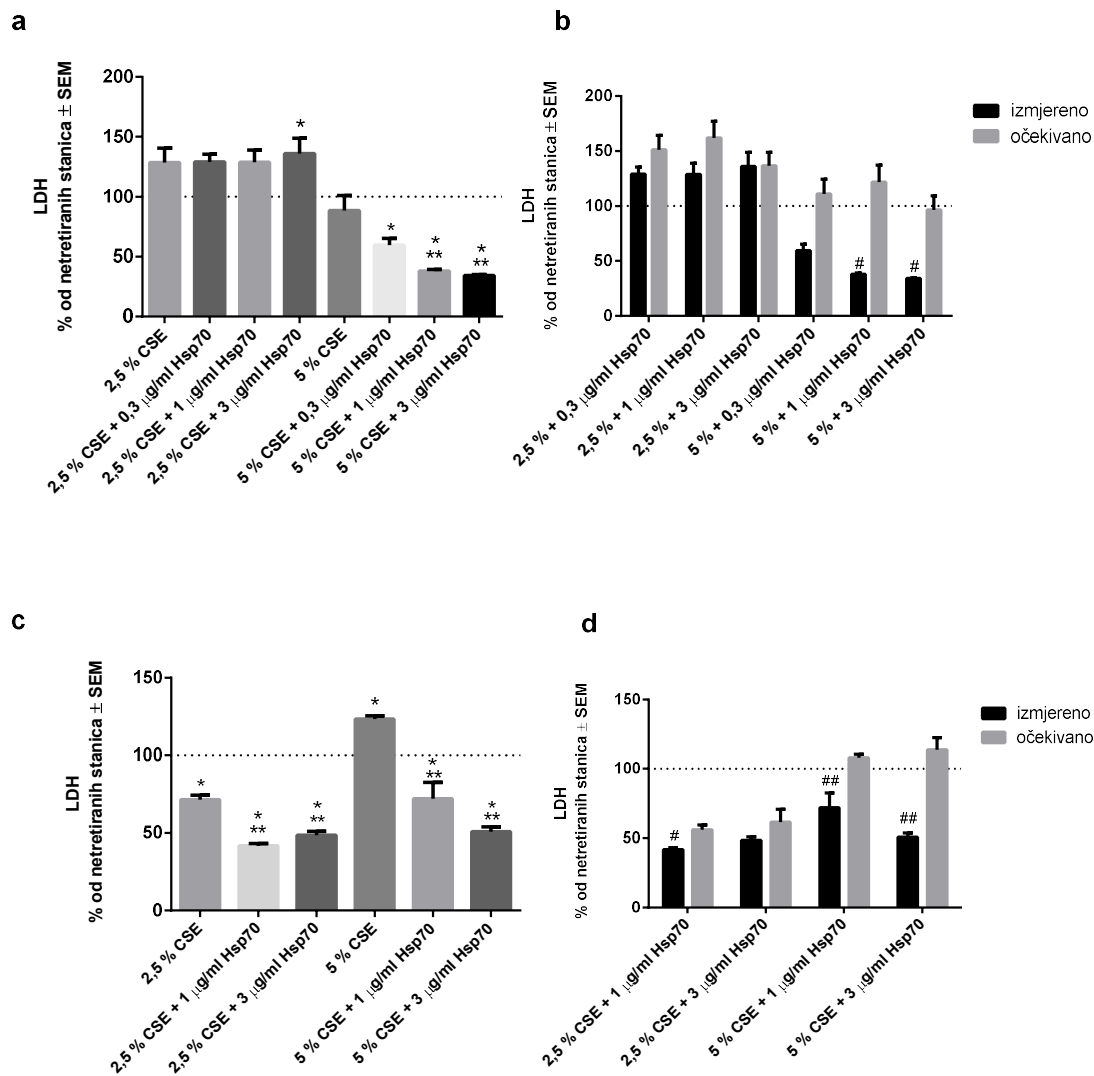 a
LDH
% od netretiranih stanica ± SEM
200
150
100
50
0
*
*
*
**
*
**
2,5 % CSE
2,5 % CSE + 0,3 µg/ml Hsp70
2,5 % CSE + 1 µg/ml Hsp70
2,5 % CSE + 3 µg/ml Hsp70
5 % CSE
5 % CSE + 0,3 µg/ml Hsp70
5 % CSE + 1 µg/ml Hsp70
5 % CSE + 3 µg/ml Hsp70
b
LDH
% od netretiranih stanica ± SEM
200
150
100
50
0
#
#
2,5 % + 0,3 µg/ml Hsp70
2,5 % + 1 µg/ml Hsp70
2,5 % + 3 µg/ml Hsp70
5 % + 0,3 µg/ml Hsp70
5 % + 1 µg/ml Hsp70
5 % + 3 µg/ml Hsp70
izmjereno
očekivano
c
LDH
% od netretiranih stanica ± SEM
150
100
50
0
*
*
**
*
**
*
*
**
*
**
2,5 % CSE
2,5 % CSE + 1 µg/ml Hsp70
2,5 % CSE + 3 µg/ml Hsp70
5 % CSE
5 % CSE + 1 µg/ml Hsp70
5 % CSE + 3 µg/ml Hsp70
d
LDH
% od netretiranih stanica ± SEM
150
100
50
0
#
##
##
2,5 % CSE + 1 µg/ml Hsp70
2,5 % CSE + 3 µg/ml Hsp70
5 % CSE + 1 µg/ml Hsp70
5 % CSE + 3 µg/ml Hsp70
izmjereno
očekivano